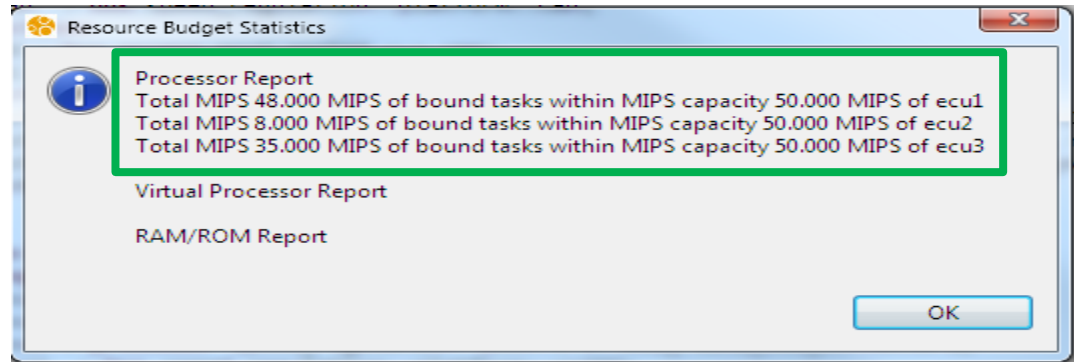 Resource Budget Statistics
Processor Report
Total MIPS 48.000 MIPS of bound tasks within MIPS capacity 50.000 MIPS of ecu1
Total MIPS 8.000 MIPS of bound tasks within MIPS capacity 50.000 MIPS of ecu2
Total MIPS 35.000 MIPS of bound tasks within MIPS capacity 50.000 MIPS of ecu3
Virtual Processor Report
RAM/ROM Report
OK